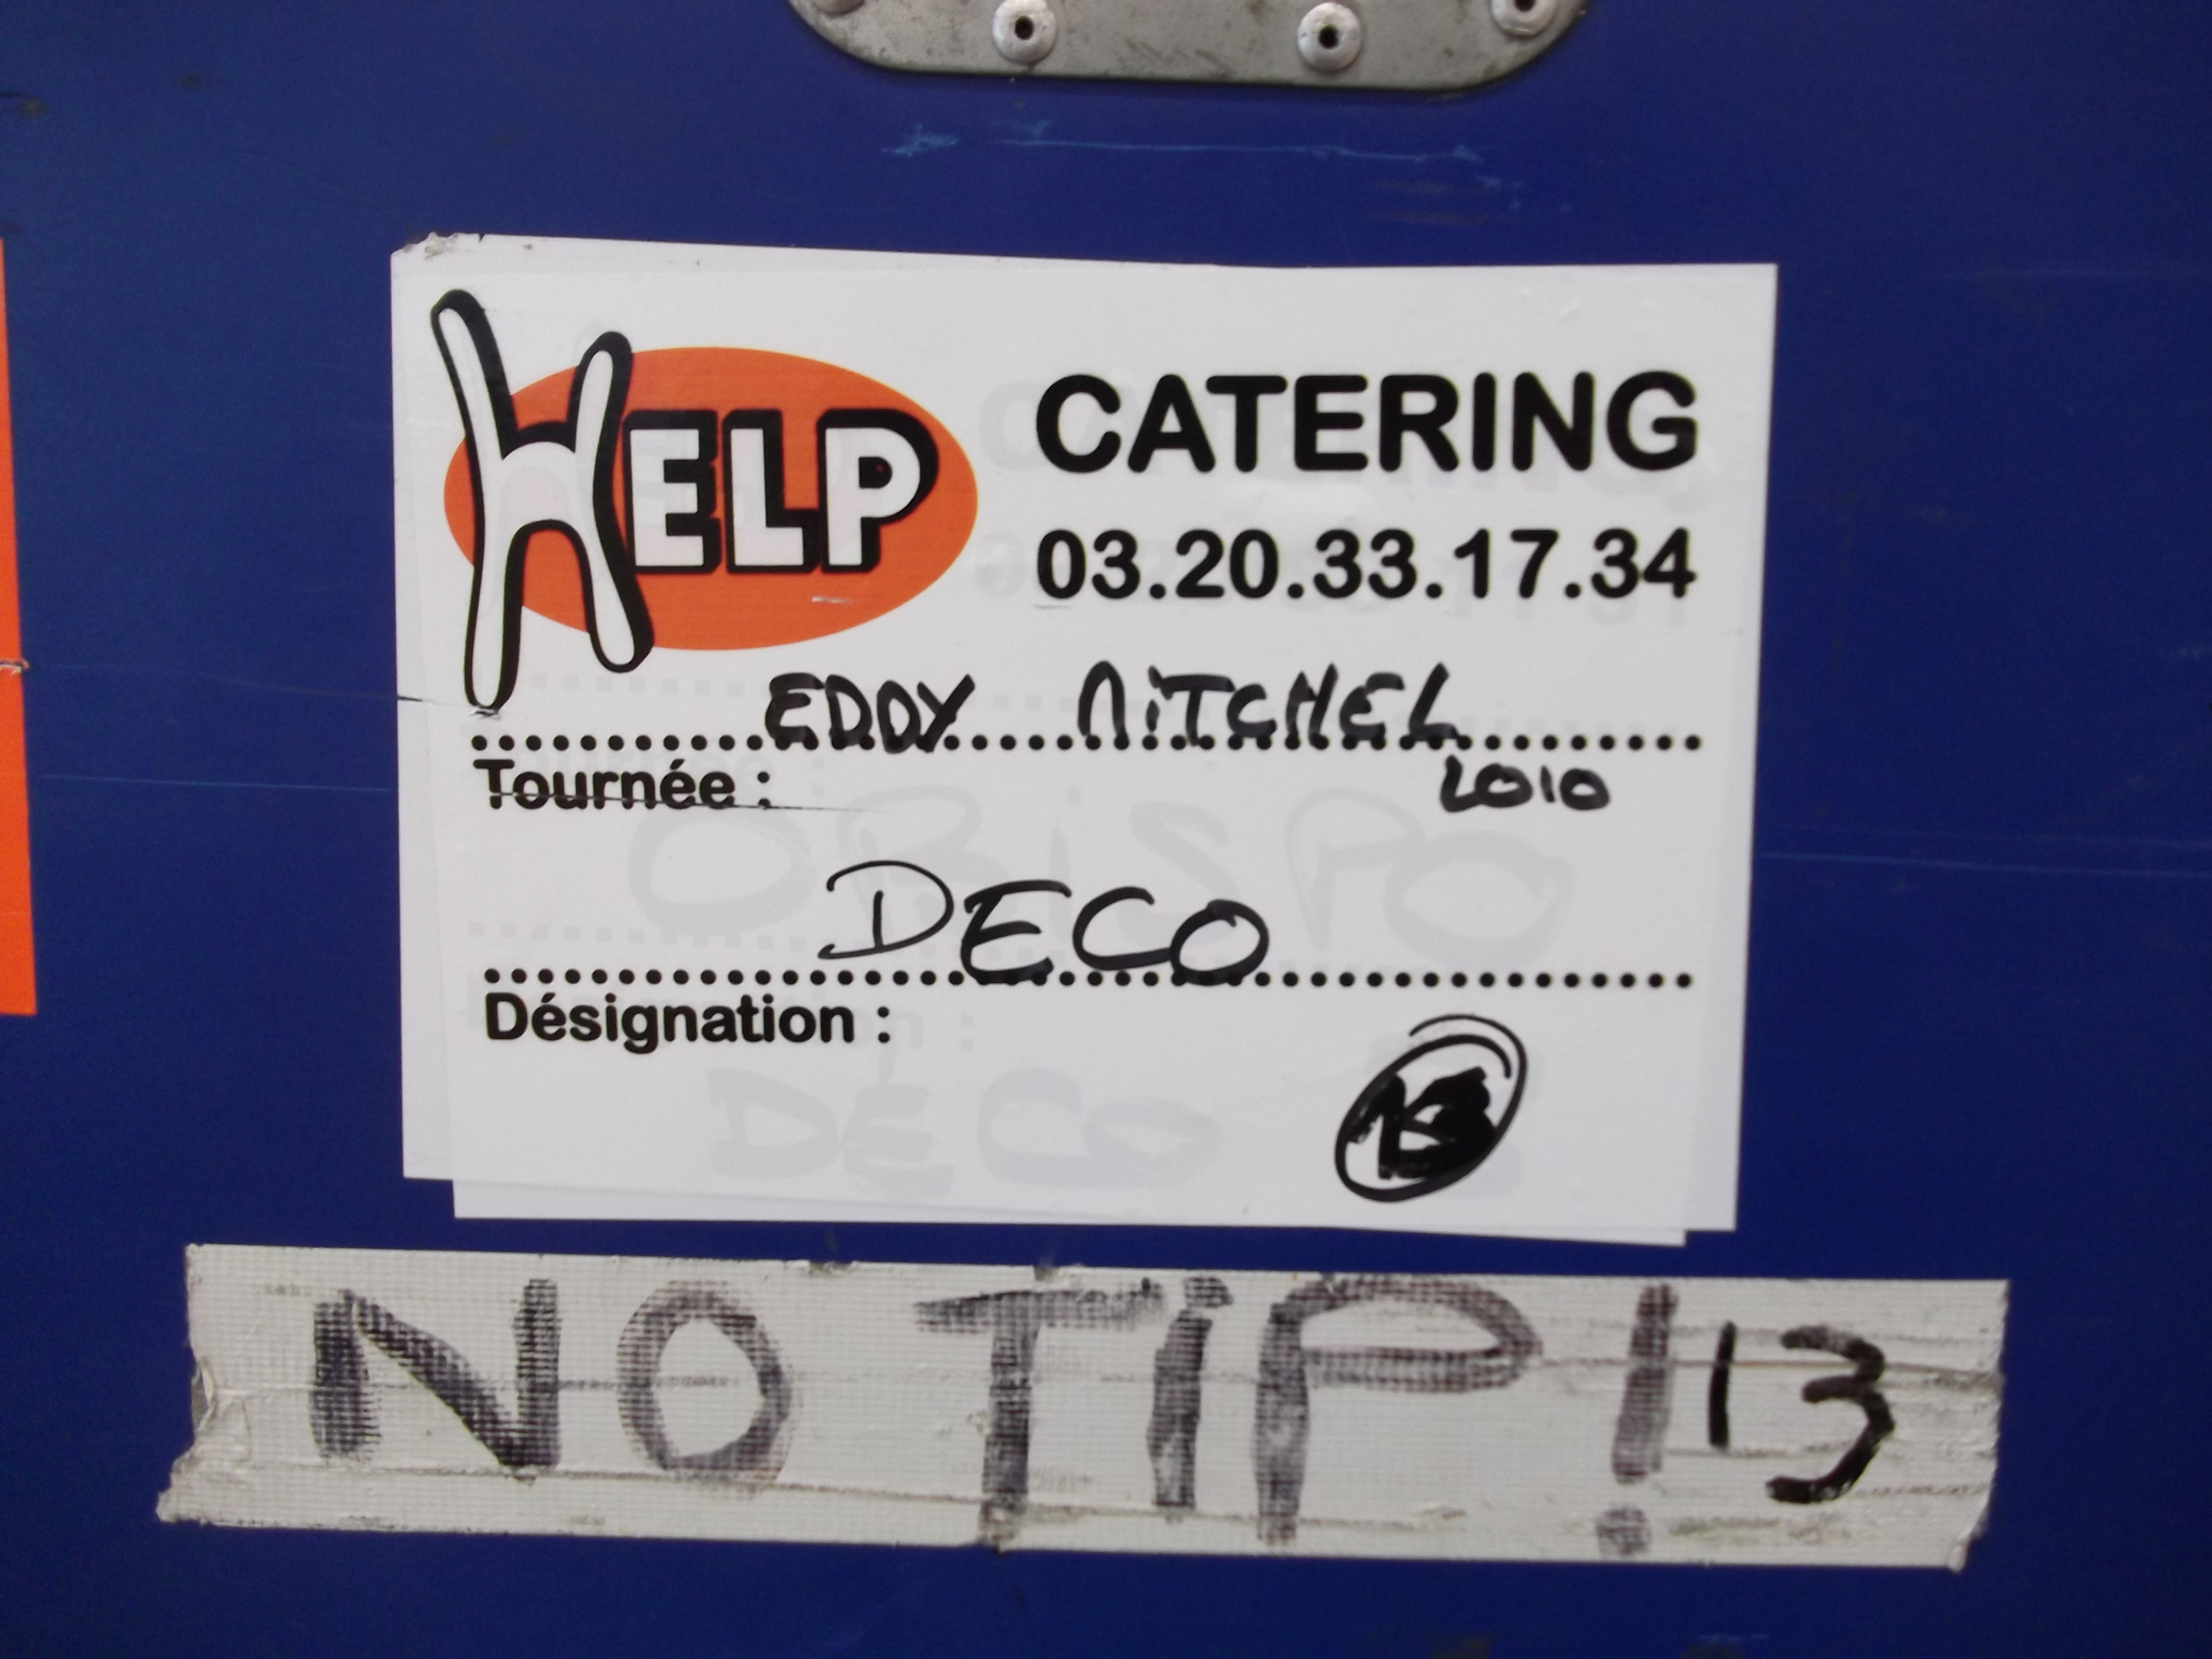 HELP CATERING
03.20.33.17.34
EDDY MITCHEL
Tournée :
2010
DECO
Désignation :
13
NO TIP! 13